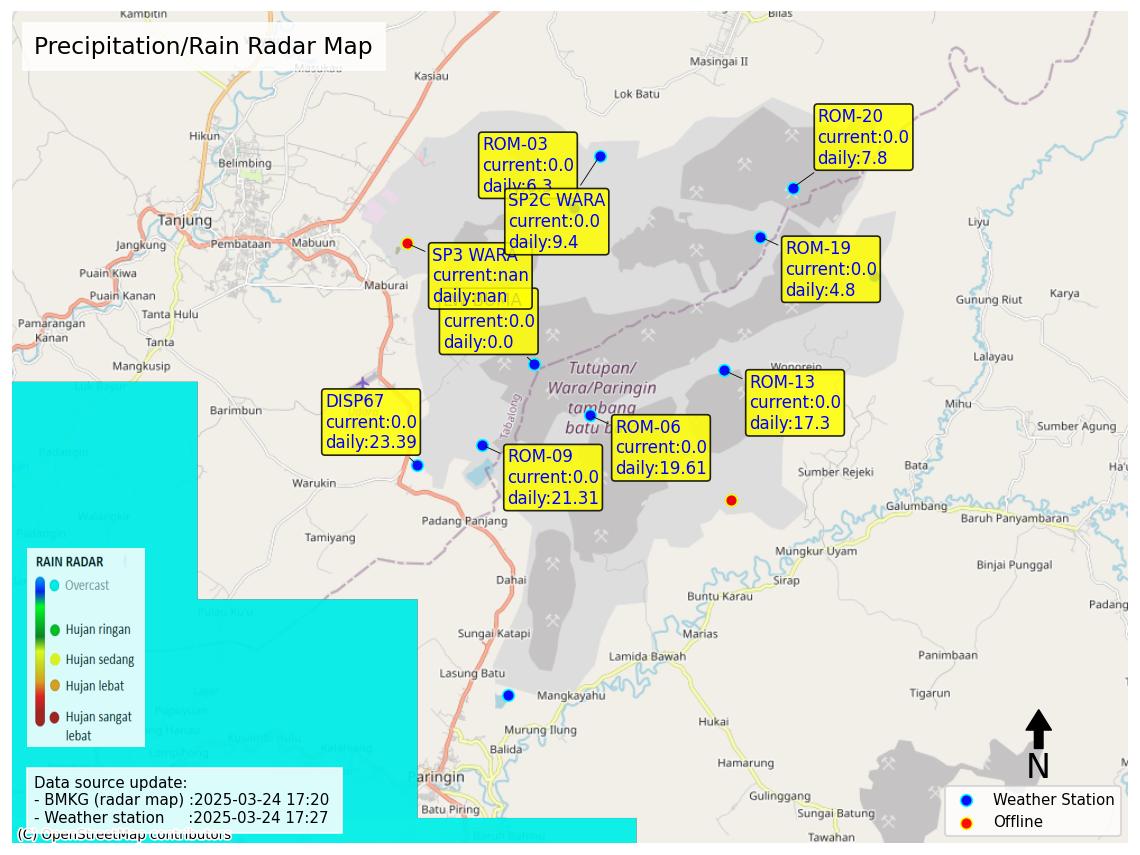 Precipitation/Rain Radar Map
Kambitin
Bilas
Masukau
Kasiau
Masingai II
Lok Batu
Hikun
Belimbing
ROM-20
current:0.0
daily:7.8
ROM-03
current:0.0
daily:6.3
SP2C WARA
current:0.0
daily:9.4
Tanjung
Jangkung
Pembataan
Mabuun
Liyu
ROM-19
current:0.0
daily:4.8
SP3 WARA
current:nan
daily:nan
current:0.0
daily:0.0
Puain Kiwa
Maburai
Puain Kanan
Tanta Hulu
Gunung Riut
Karya
Pamarangan
Kanan
Tanta
Mangkusip
Lalayau
Wonorejo
Tutupan/
Wara/Paringin
tambang
batu b
Tabalong
ROM-13
current:0.0
daily:17.3
DISP67
current:0.0
daily:23.39
Barimbun
Mihu
ROM-06
current:0.0
daily:19.61
Sumber Agung
ROM-09
current:0.0
daily:21.31
Bata
Ha'u
Sumber Rejeki
Warukin
Galumbang
Baruh Panyambaran
Padang Panjang
Tamiyang
Mungkur Uyam
Binjai Punggal
Dahai
Sirap
Buntu Karau
Padang
RAIN RADAR
Overcast
Hujan ringan
Hujan sedang
Hujan lebat
Hujan sangat
lebat
Sungai Katapi
Marias
Lamida Bawah
Panimbaan
Lasung Batu
Mangkayahu
Tigarun
Murung Ilung
Hukai
Balida
Hamarung
N
Paringin
Gulinggang
Batu Piring
Sungai Batung
Tawahan
Data source update:
- BMKG (radar map) :2025-03-24 17:20
- Weather station :2025-03-24 17:27
(C) OpenStreetMap contributors
Weather Station
Offline